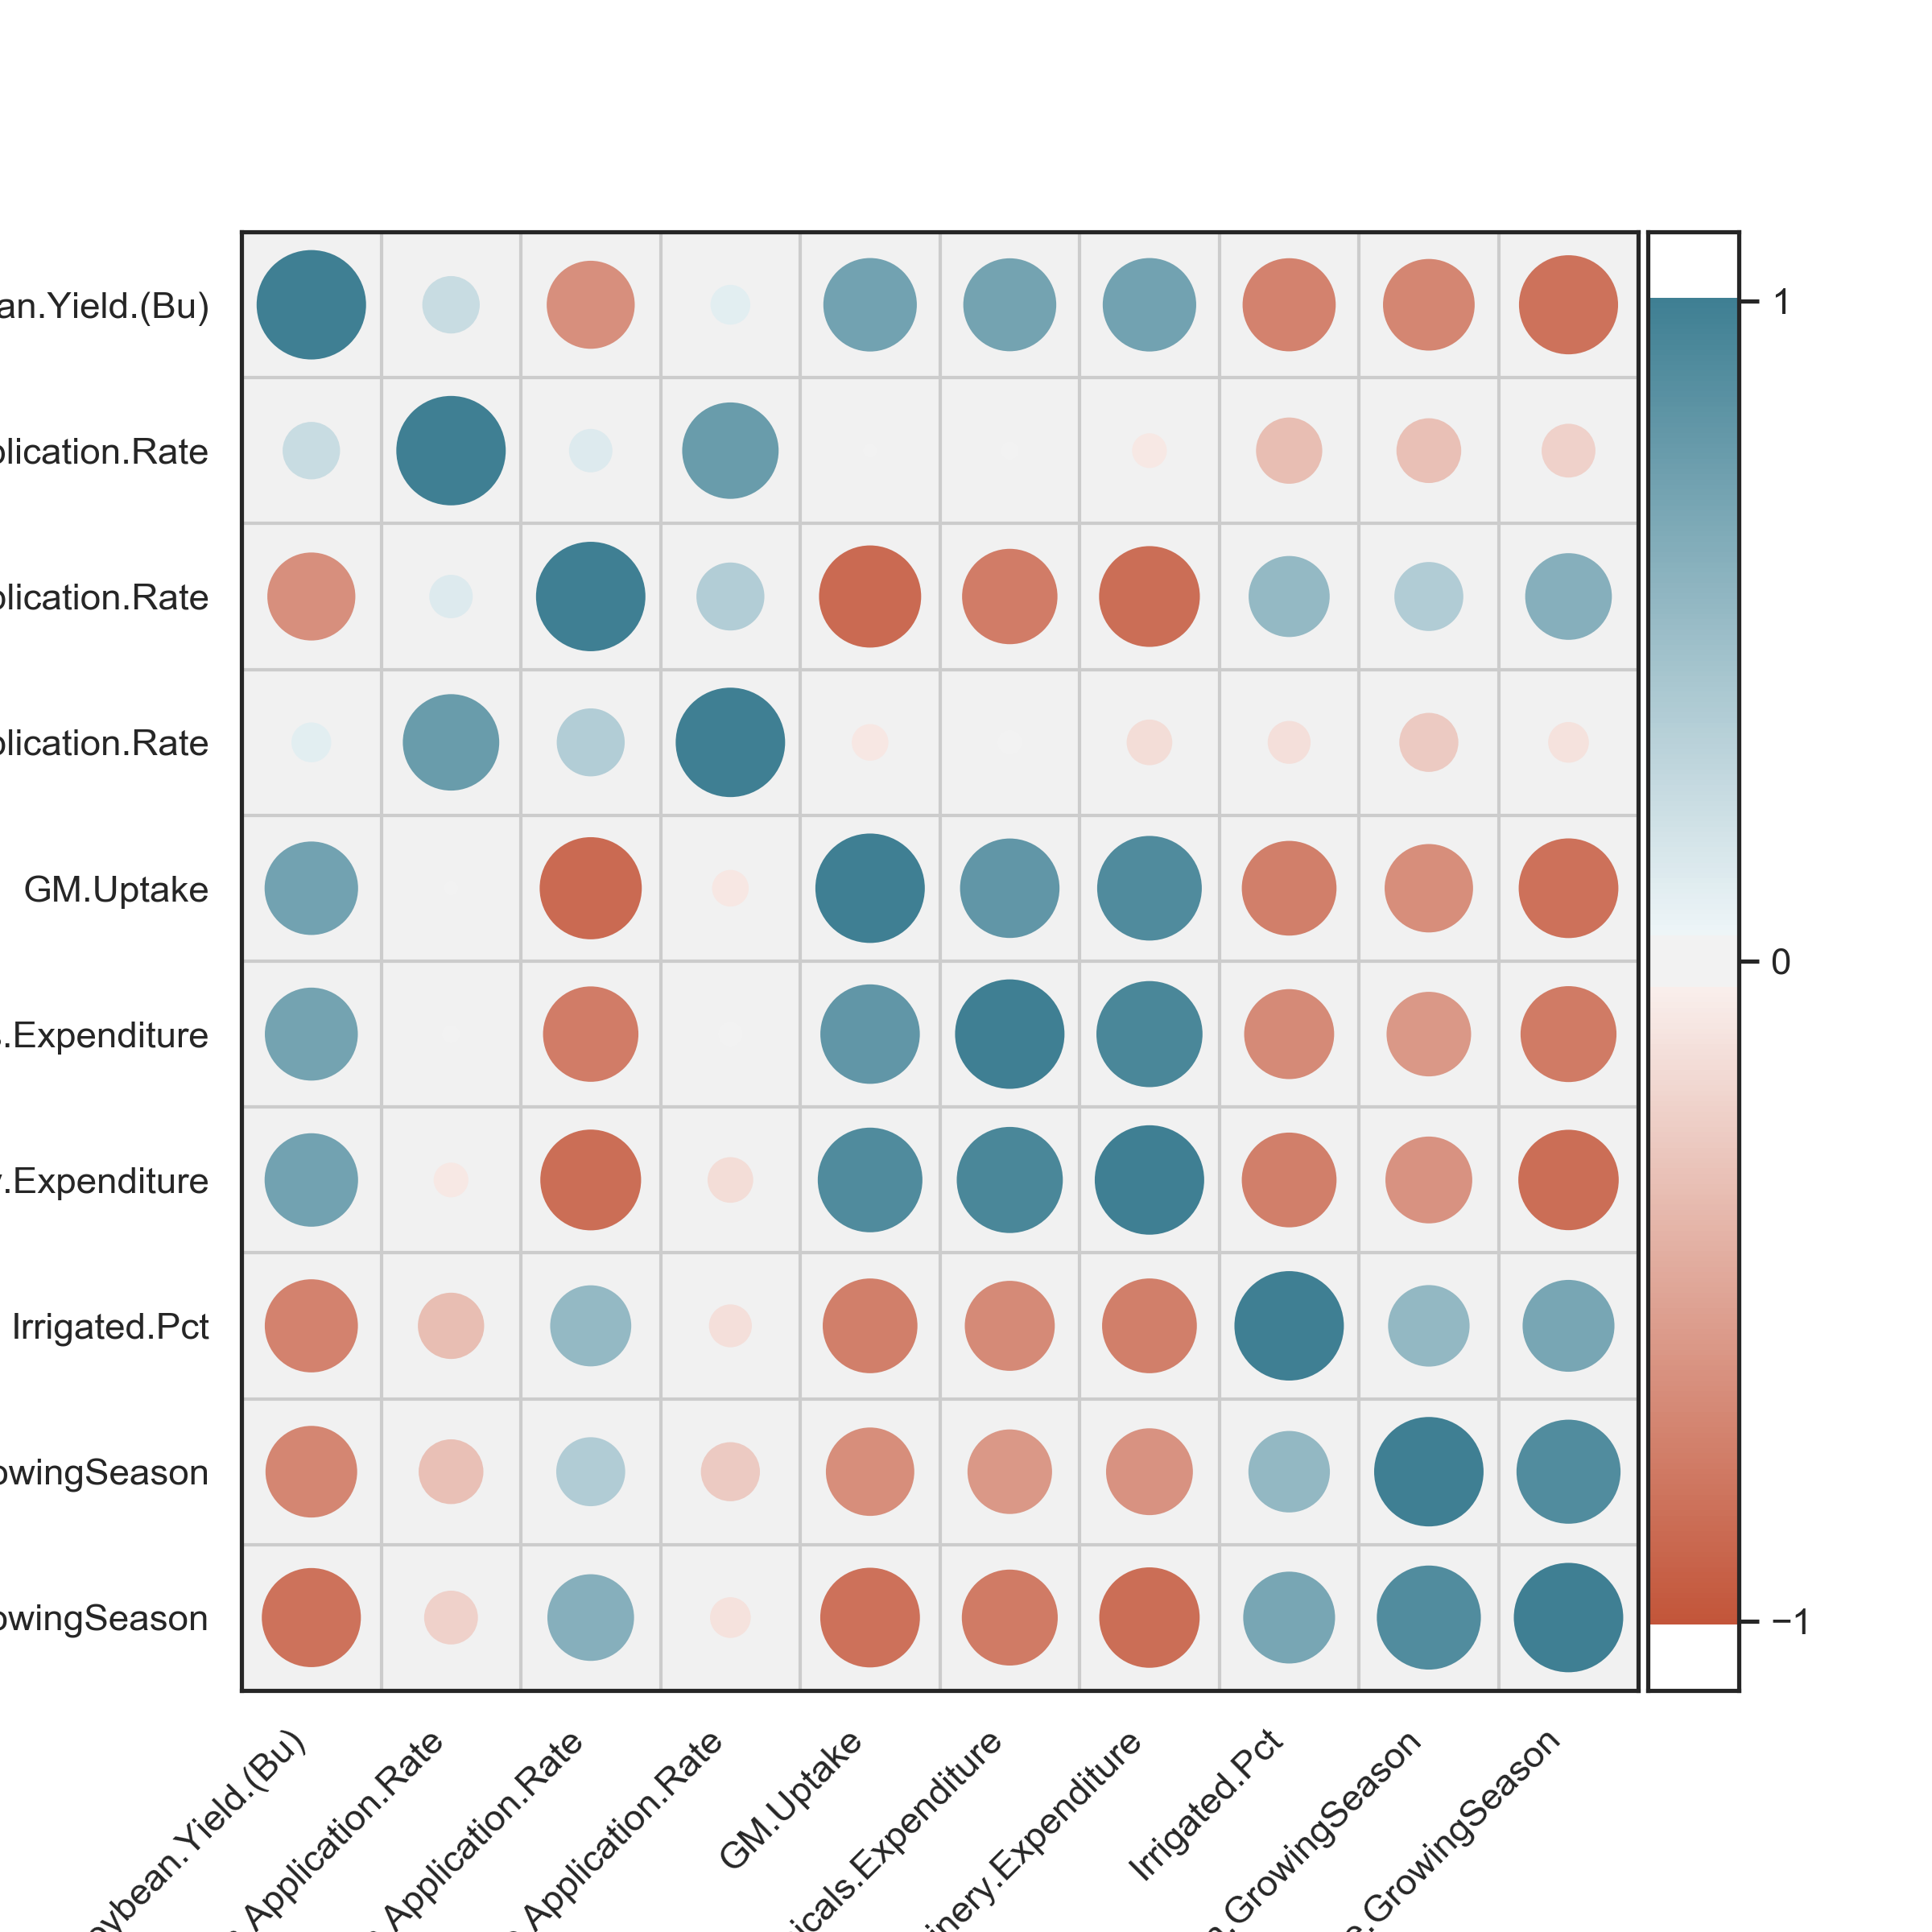 an.Yield.(Bu)
plication.Rate
plication.Rate
plication.Rate
GM.Uptake
.Expenditure
.Expenditure
Irrigated.Pct
owingSeason
owingSeason
1
0
−1
oybean.Yield.(Bu)
.Application.Rate
.Application.Rate
.Application.Rate
GM.Uptake
icals.Expenditure
inery.Expenditure
Irrigated.Pct
.GrowingSeason
.GrowingSeason